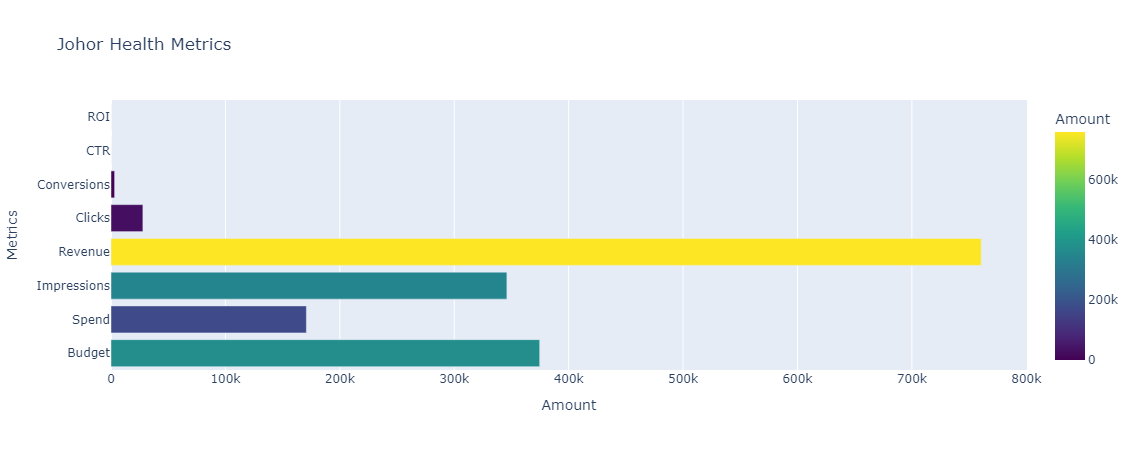 Johor Health Metrics
Metrics
ROI
CTR
Conversions
Clicks
Revenue
Impressions
Spend
Budget
0 100k 200k 300k 400k 500k 600k 700k 800k
Amount
Amount
600k
400k
200k
0